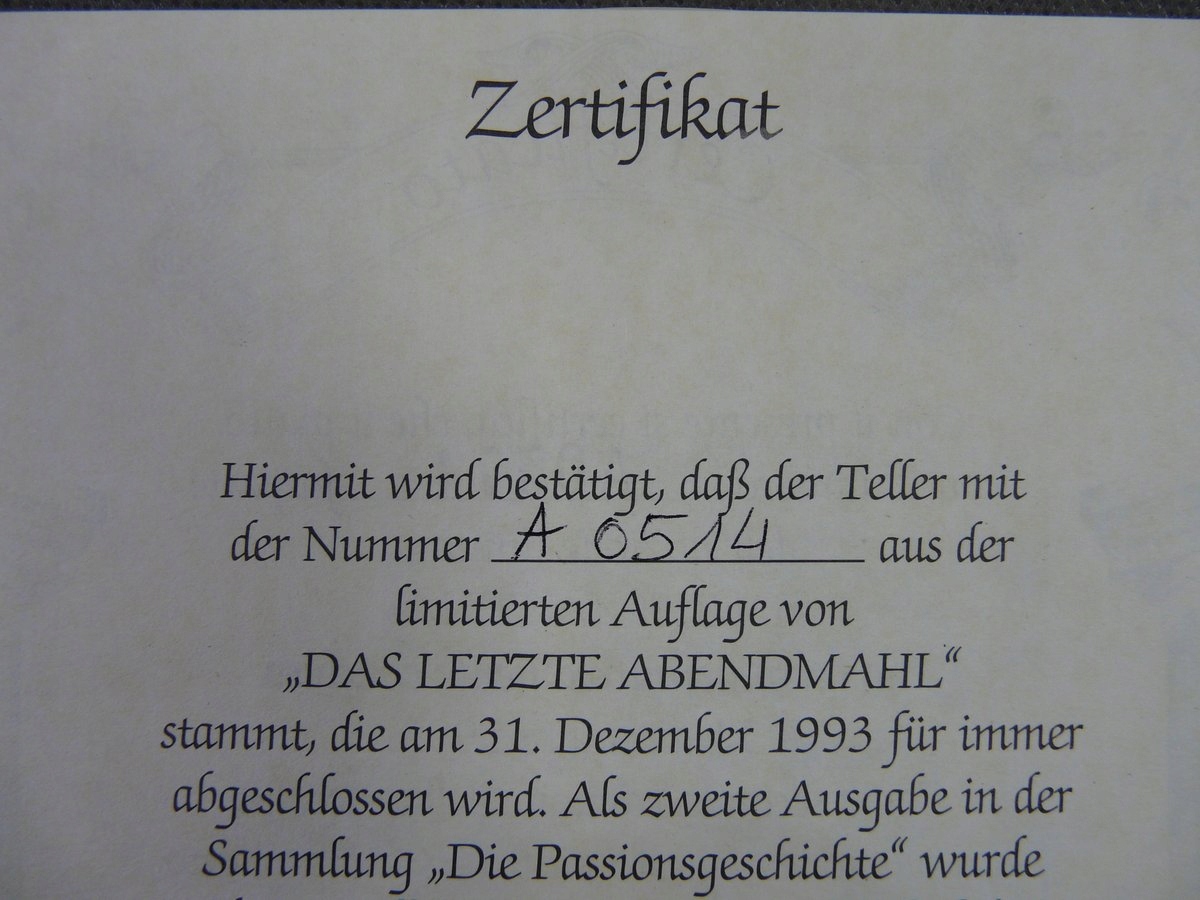 Zertifikat
Hiermit wird bestätigt, daß der Teller mit
der Nummer A 0514 aus der
limitierten Auflage von
„DAS LETZTE ABENDMAHL“
stammt, die am 31. Dezember 1993 für immer
abgeschlossen wird. Als zweite Ausgabe in der
Sammlung „Die Passionsgeschichte“ wurde